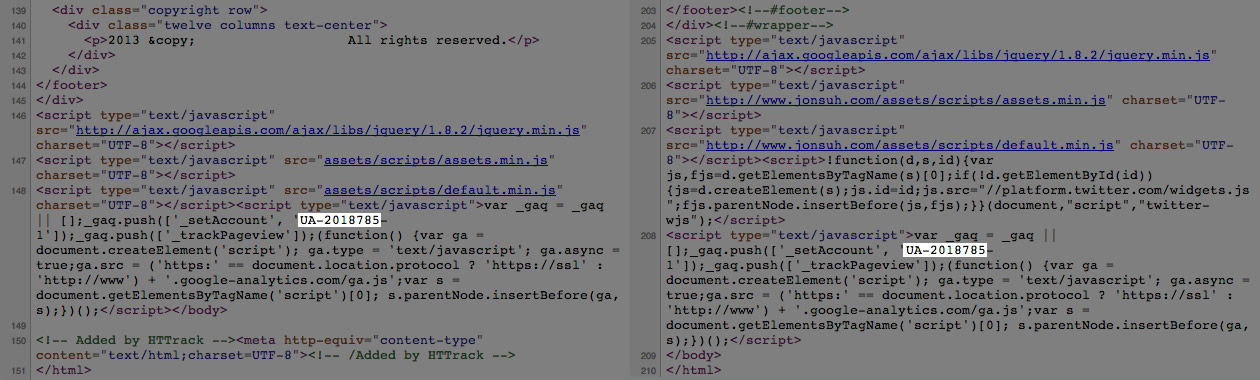 139 <div class="copyright row">
140 <div class="twelve columns text-center">
141 <p>2013 &copy; All rights reserved.</p>
142 </div>
143 </div>
144 </footer>
145 </div>
146 <script type="text/javascript"
src="http://ajax.googleapis.com/ajax/libs/jquery/1.8.2/jquery.min.js"
charset="UTF-8"></script>
147 <script type="text/javascript" src="assets/scripts/assets.min.js"
charset="UTF-8"></script>
148 <script type="text/javascript" src="assets/scripts/default.min.js"
charset="UTF-8"></script><script type="text/javascript">var _gaq = _gaq
|| [];_gaq.push(['_setAccount', 'UA-2018785-
1']);_gaq.push(['_trackPageview']);(function() {var ga =
document.createElement('script'); ga.type = 'text/javascript'; ga.async =
true;ga.src = ('https:' == document.location.protocol ? 'https://ssl' :
'http://www') + '.google-analytics.com/ga.js';var s =
document.getElementsByTagName('script')[0]; s.parentNode.insertBefore(ga,
s);})();</script></body>
149
150 <!-- Added by HTTrack --><meta http-equiv="content-type"
content="text/html;charset=UTF-8"><!-- /Added by HTTrack -->
151 </html>
203 </footer><!--#footer-->
204 </div><!--#wrapper-->
205 <script type="text/javascript"
src="http://ajax.googleapis.com/ajax/libs/jquery/1.8.2/jquery.min.js"
charset="UTF-8"></script>
206 <script type="text/javascript"
src="http://www.jonsuh.com/assets/scripts/assets.min.js" charset="UTF-
8"></script>
207 <script type="text/javascript"
src="http://www.jonsuh.com/assets/scripts/default.min.js" charset="UTF-
8"></script><script>!function(d,s,id){var
js,fjs=d.getElementsByTagName(s)[0];if(!d.getElementById(id))
{js=d.createElement(s);js.id=id;js.src="//platform.twitter.com/widgets.js
";fjs.parentNode.insertBefore(js,fjs);}}(document,"script","twitter-
wjs");</script>
208 <script type="text/javascript">var _gaq = _gaq ||
[];_gaq.push(['_setAccount', 'UA-2018785-
1']);_gaq.push(['_trackPageview']);(function() {var ga =
document.createElement('script'); ga.type = 'text/javascript'; ga.async =
true;ga.src = ('https:' == document.location.protocol ? 'https://ssl' :
'http://www') + '.google-analytics.com/ga.js';var s =
document.getElementsByTagName('script')[0]; s.parentNode.insertBefore(ga,
s);})();</script>
209 </body>
210 </html>